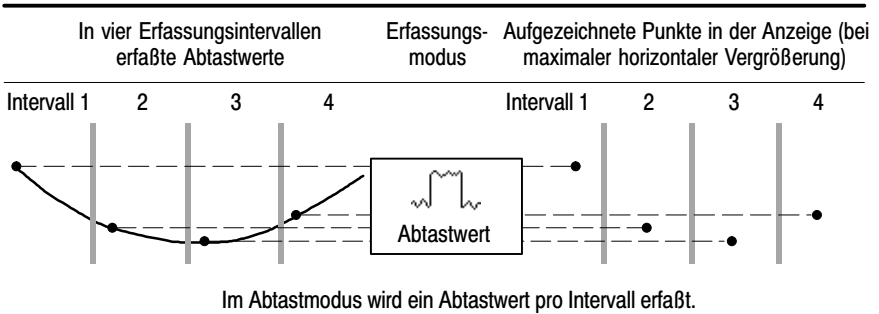 In vier Erfassungsintervallen
erfaßte Abtastwerte
Erfassungs-
modus
Aufgezeichnete Punkte in der Anzeige (bei
maximaler horizontaler Vergrößerung)
Intervall 1 2 3 4
Intervall 1 2 3 4
Abtastwert
Im Abtastmodus wird ein Abtastwert pro Intervall erfaßt.